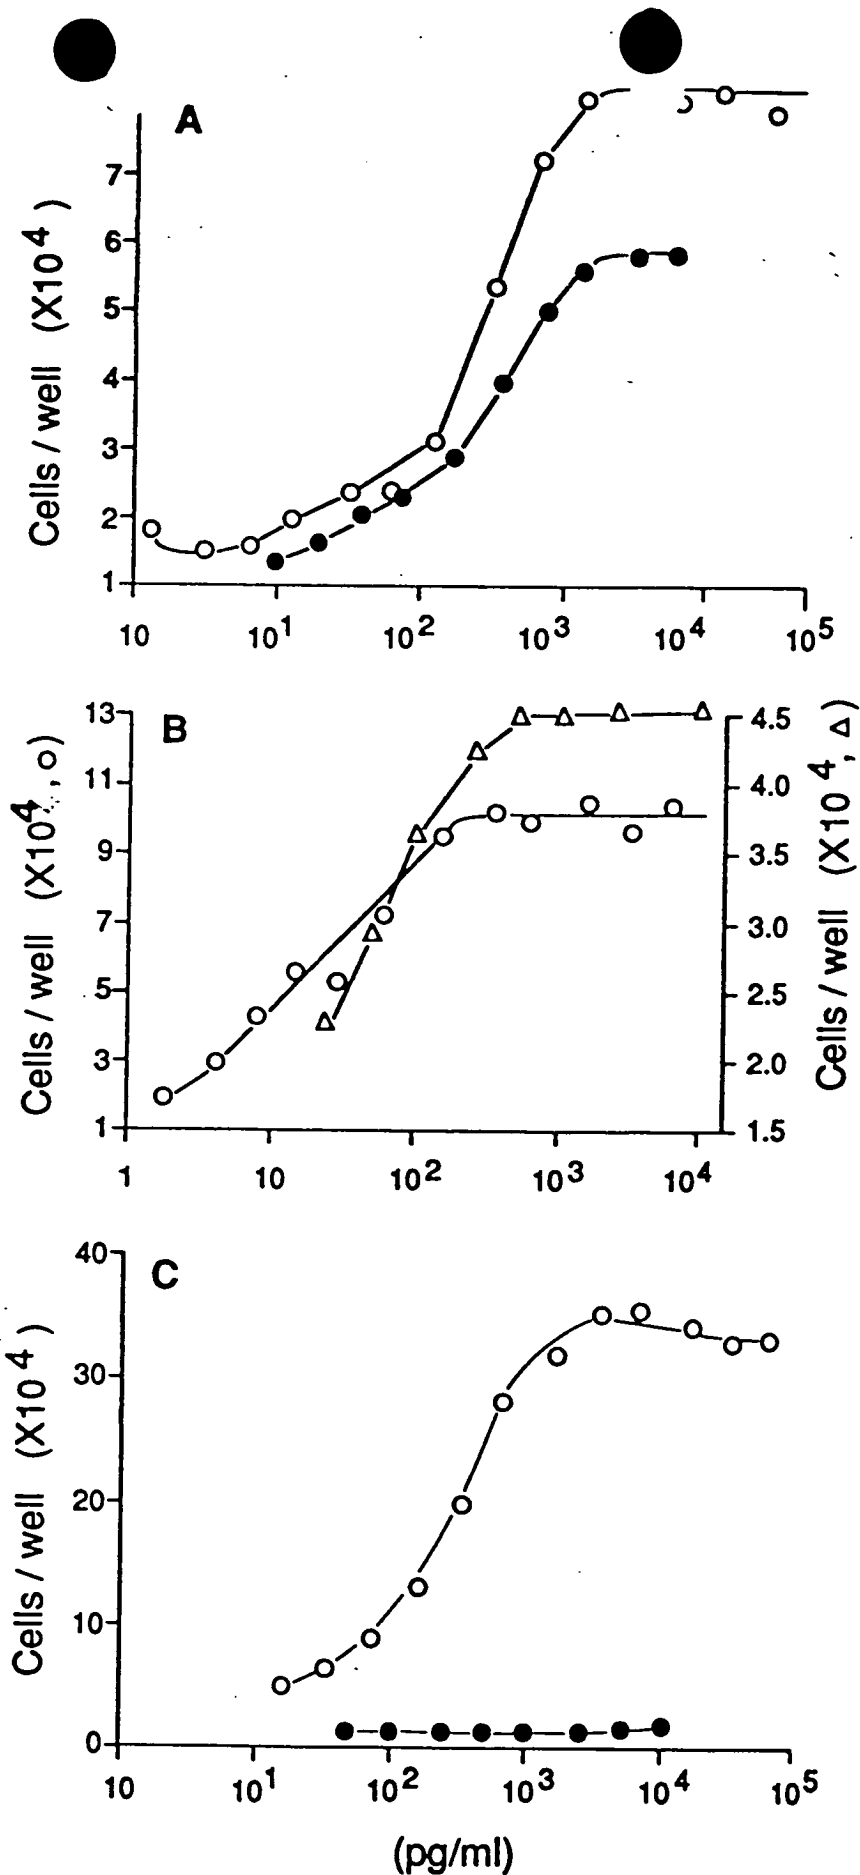 A
7
6
5
4
3
2
1
Cells / well (X10⁴)
10 10¹ 10² 10³ 10⁴ 10⁵
B
13
11
9
7
5
3
1
Cells / well (X10⁴, o)
4.5
4.0
3.5
3.0
2.5
2.0
1.5
Cells / well (X10⁴, Δ)
1 10 10² 10³ 10⁴
C
40
30
20
10
0
Cells / well (X10⁴)
10 10¹ 10² 10³ 10⁴ 10⁵
(pg/ml)